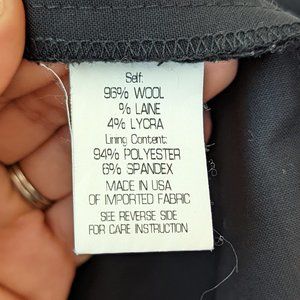 Self:
96% WOOL
% LAINE
4% LYCRA
Lining Content:
94% POLYESTER
6% SPANDEX
MADE IN USA
OF IMPORTED FABRIC
SEE REVERSE SIDE
FOR CARE INSTRUCTION